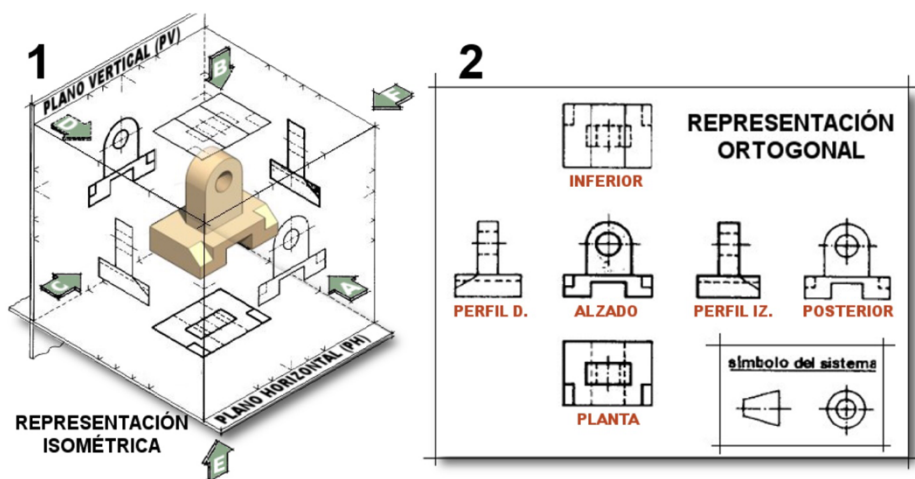 1
PLANO VERTICAL (PV)
B
F
D
C
A
PLANO HORIZONTAL (PH)
REPRESENTACIÓN
ISOMÉTRICA
E
2
REPRESENTACIÓN
ORTOGONAL
INFERIOR
PERFIL D.
ALZADO
PERFIL IZ.
POSTERIOR
PLANTA
símbolo del sistema